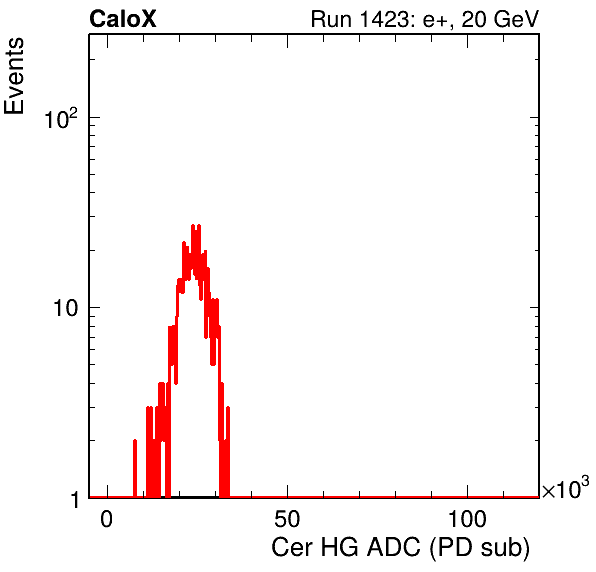 CaloX Run 1423: e+, 20 GeV
Events
10²
10
1
×10³
0 50 100
Cer HG ADC (PD sub)